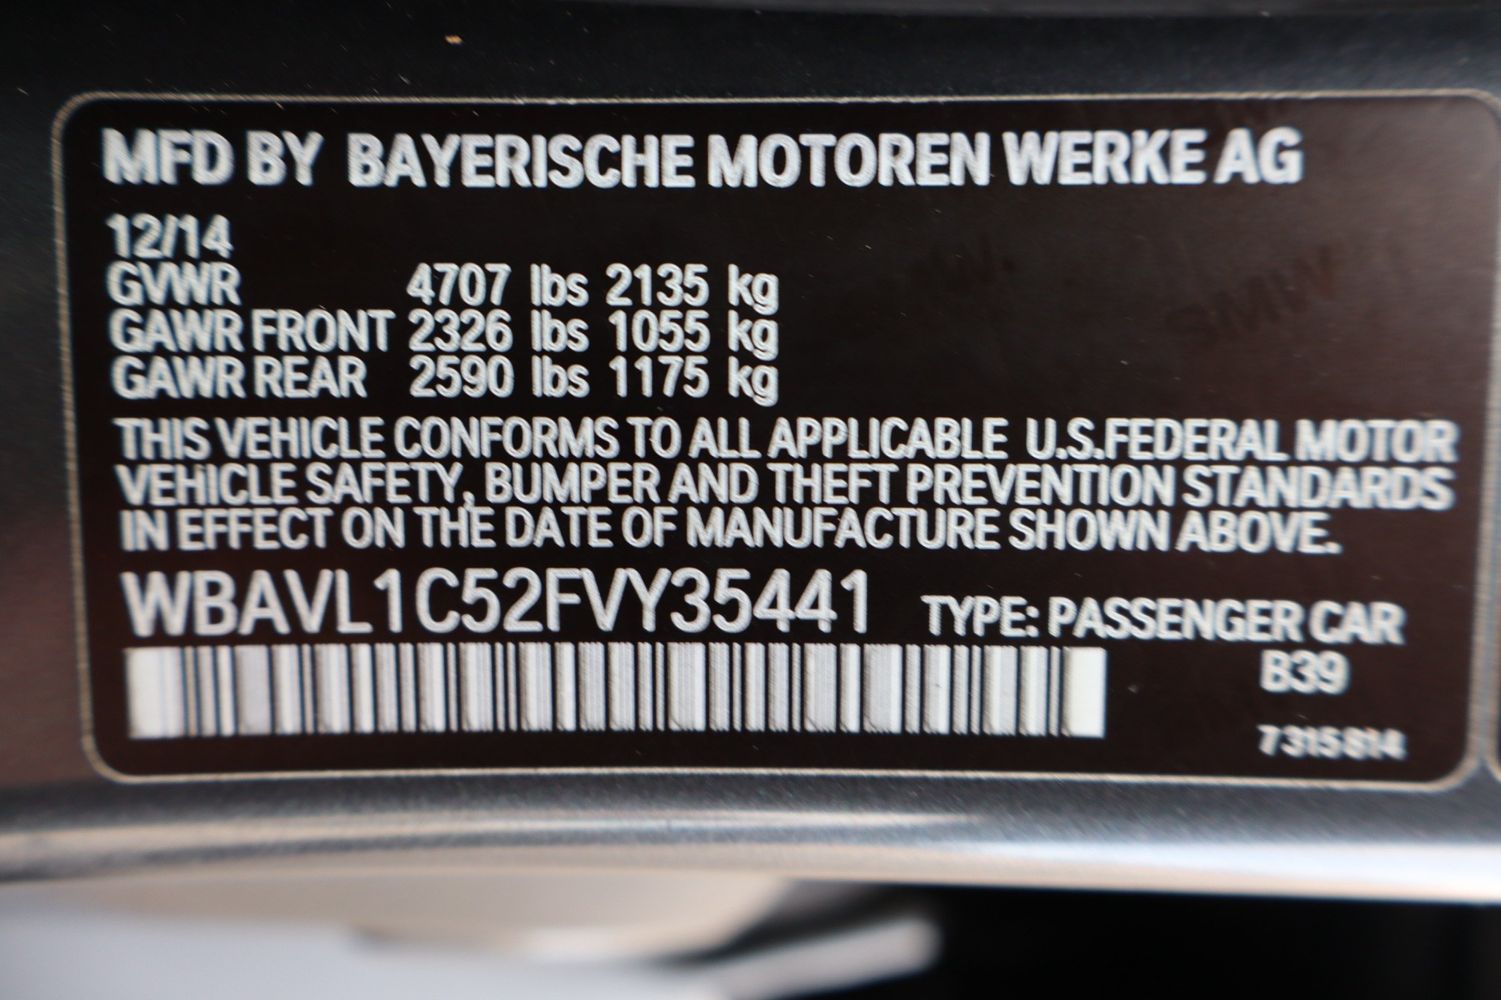 MFD BY BAYERISCHE MOTOREN WERKE AG
12/14
GVWR 4707 lbs 2135 kg
GAWR FRONT 2326 lbs 1055 kg
GAWR REAR 2590 lbs 1175 kg
THIS VEHICLE CONFORMS TO ALL APPLICABLE U.S.FEDERAL MOTOR
VEHICLE SAFETY, BUMPER AND THEFT PREVENTION STANDARDS
IN EFFECT ON THE DATE OF MANUFACTURE SHOWN ABOVE.
WBAVL1C52FVY35441 TYPE: PASSENGER CAR
B39
7315814